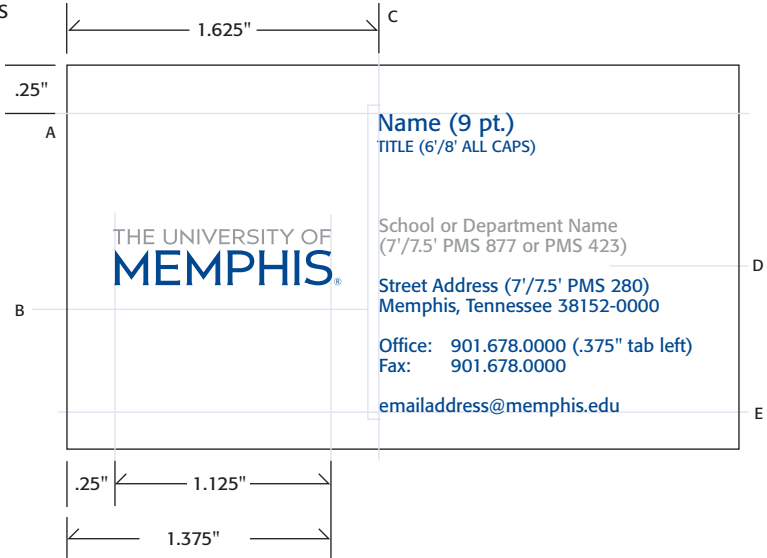 S
1.625"
C
.25"
A
Name (9 pt.)
TITLE (6'/8' ALL CAPS)
School or Department Name
(7'/7.5' PMS 877 or PMS 423)
THE UNIVERSITY OF
MEMPHIS®
D
Street Address (7'/7.5' PMS 280)
Memphis, Tennessee 38152-0000
B
Office: 901.678.0000 (.375" tab left)
Fax: 901.678.0000
emailaddress@memphis.edu
E
.25"
1.125"
1.375"